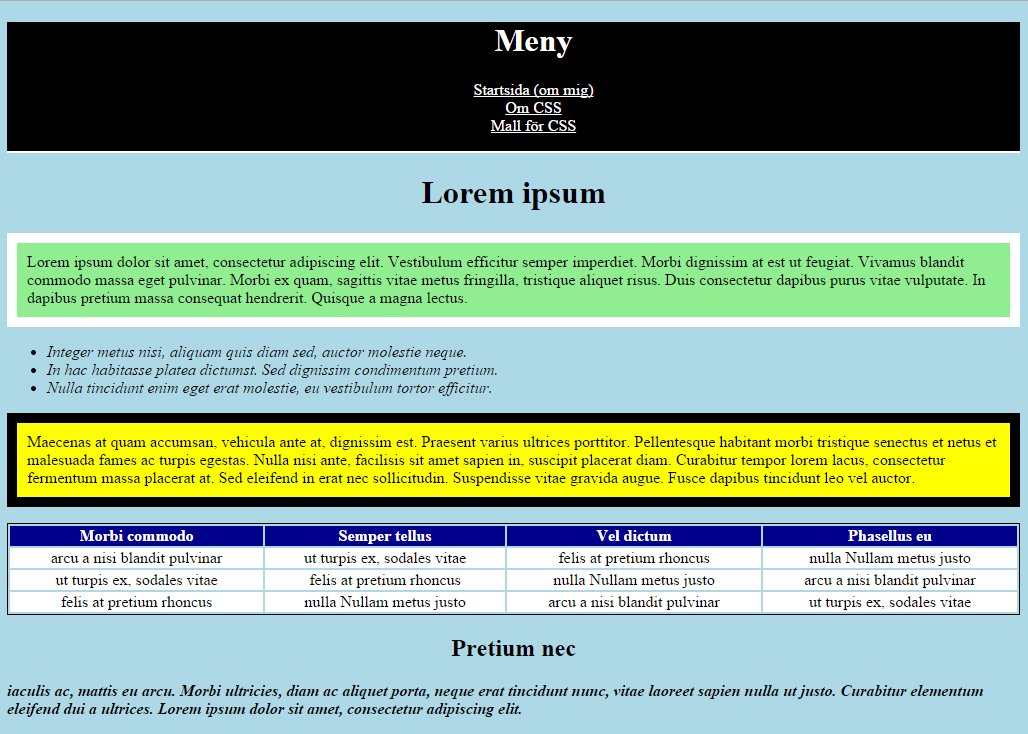 Meny
Startsida (om mig)
Om CSS
Mall för CSS
Lorem ipsum
Lorem ipsum dolor sit amet, consectetur adipiscing elit. Vestibulum efficitur semper imperdiet. Morbi dignissim at est ut feugiat. Vivamus blandit
commodo massa eget pulvinar. Morbi ex quam, sagittis vitae metus fringilla, tristique aliquet risus. Duis consectetur dapibus purus vitae vulputate. In
dapibus pretium massa consequat hendrerit. Quisque a magna lectus.
• Integer metus nisi, aliquam quis diam sed, auctor molestie neque.
• In hac habitasse platea dictumst. Sed dignissim condimentum pretium.
• Nulla tincidunt enim eget erat molestie, eu vestibulum tortor efficitur.
Maecenas at quam accumsan, vehicula ante at, dignissim est. Praesent varius ultrices porttitor. Pellentesque habitant morbi tristique senectus et netus et
malesuada fames ac turpis egestas. Nulla nisi ante, facilisis sit amet sapien in, suscipit placerat diam. Curabitur tempor lorem lacus, consectetur
fermentum massa placerat at. Sed eleifend in erat nec sollicitudin. Suspendisse vitae gravida augue. Fusce dapibus tincidunt leo vel auctor.
Morbi commodo Semper tellus Vel dictum Phasellus eu
arcu a nisi blandit pulvinar ut turpis ex, sodales vitae felis at pretium rhoncus nulla Nullam metus justo
ut turpis ex, sodales vitae felis at pretium rhoncus nulla Nullam metus justo arcu a nisi blandit pulvinar
felis at pretium rhoncus nulla Nullam metus justo arcu a nisi blandit pulvinar ut turpis ex, sodales vitae
Pretium nec
iaculis ac, mattis eu arcu. Morbi ultricies, diam ac aliquet porta, neque erat tincidunt nunc, vitae laoreet sapien nulla ut justo. Curabitur elementum
eleifend dui a ultrices. Lorem ipsum dolor sit amet, consectetur adipiscing elit.